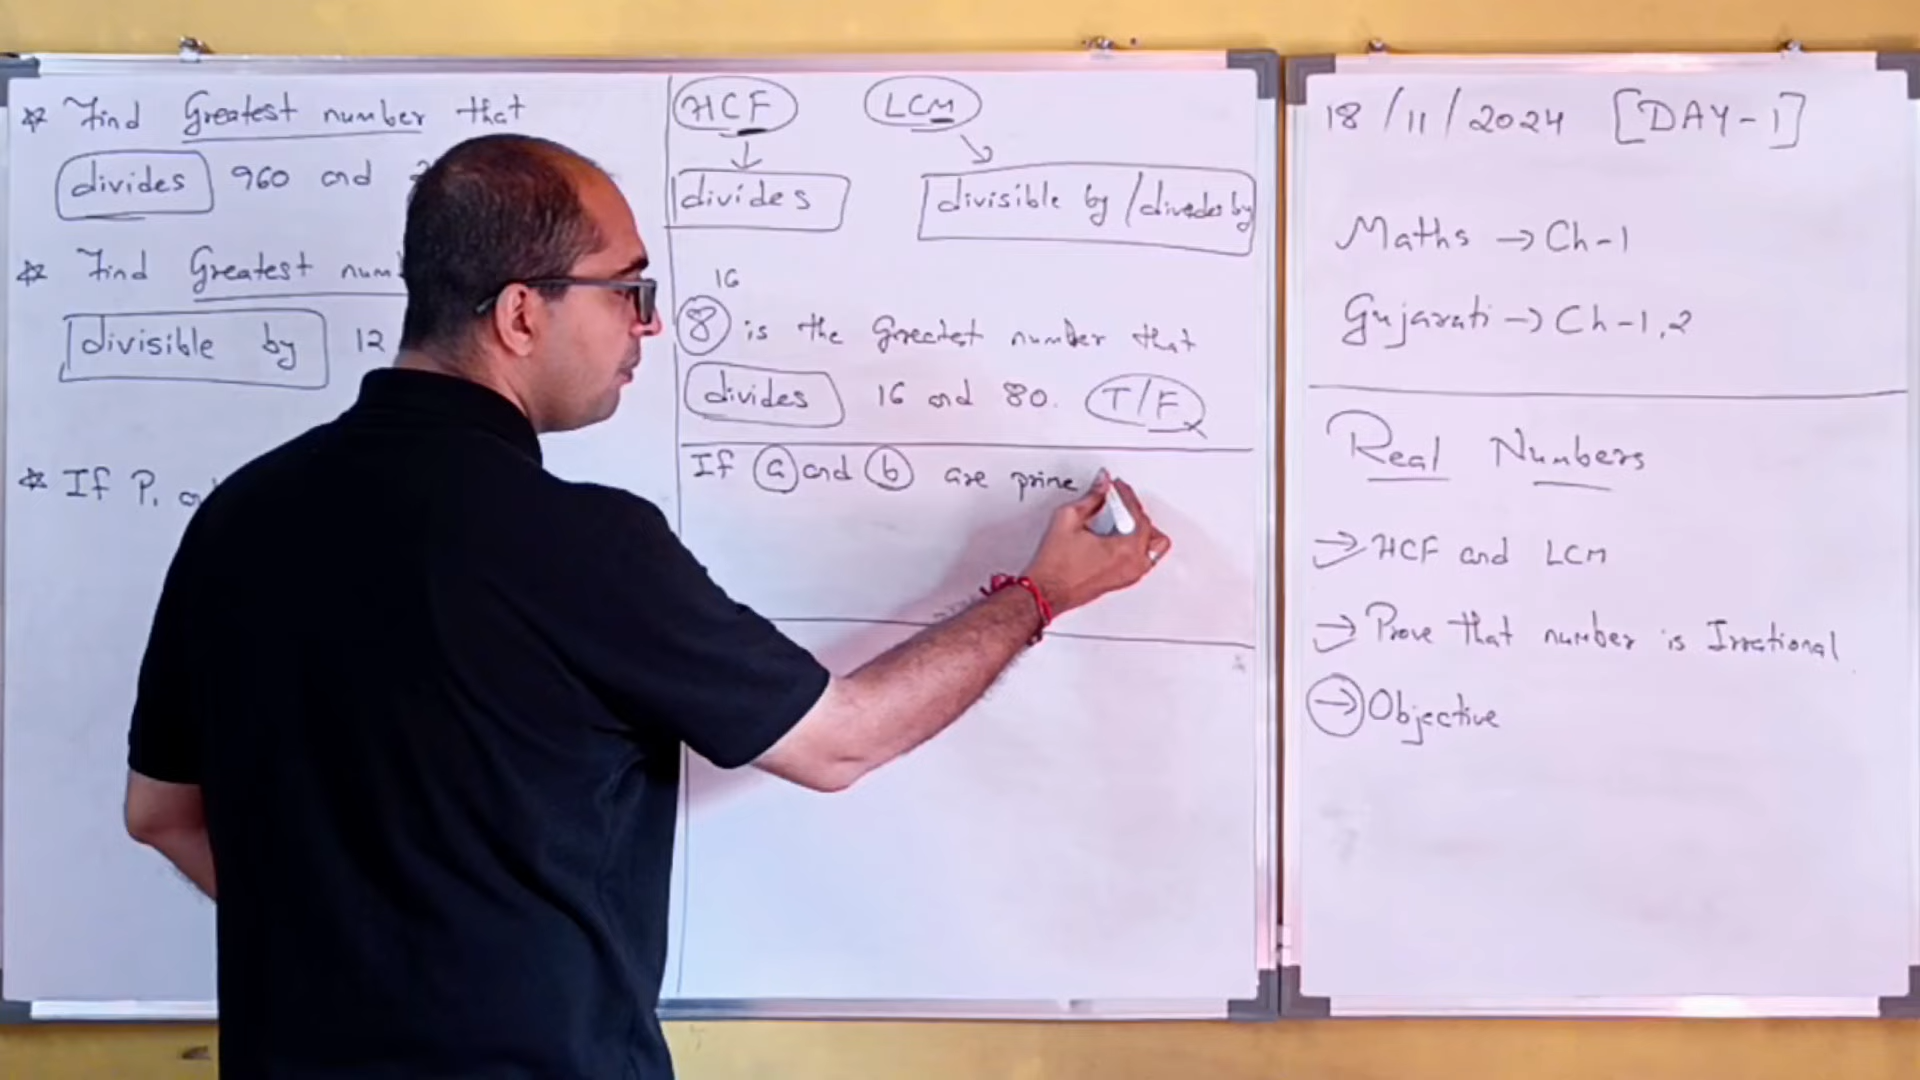 ☆ Find Greatest number that
divides 960 and
☆ Find Greatest num
divisible by 12
☆ If P, or
HCF LCM
divides divisible by / divedes by
16
8 is the Greatest number that
divides 16 and 80. T/F
If a and b are prime
18/11/2024 [DAY-1]
Maths → Ch-1
Gujarati → Ch-1,2
Real Numbers
→ HCF and LCM
→ Prove that number is Irrational
→ Objective